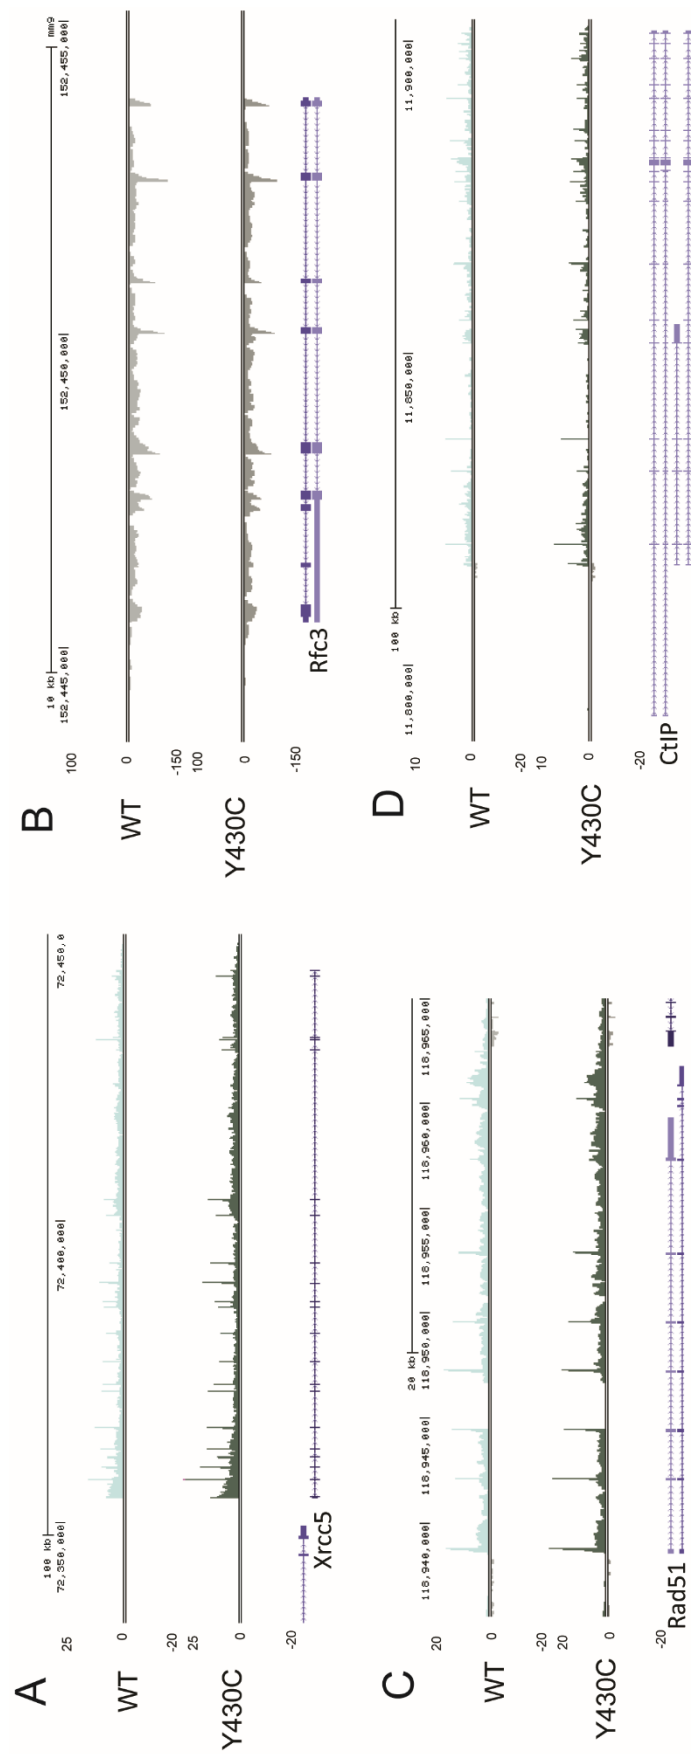 A
100 kb
72,350,000|
72,400,000|
72,450,0
25
WT
0
-20
25
Y430C
0
-20
Xrcc5
B
10 kb
mm9
152,445,000|
152,450,000|
152,455,000|
100
WT
0
-150
100
Y430C
0
-150
Rfc3
C
20 kb
118,940,000|
118,945,000|
118,950,000|
118,955,000|
118,960,000|
118,965,000|
20
WT
0
-20
20
Y430C
0
-20
Rad51
D
100 kb
11,800,000|
11,850,000|
11,900,000|
10
WT
0
-20
10
Y430C
0
-20
CtIP